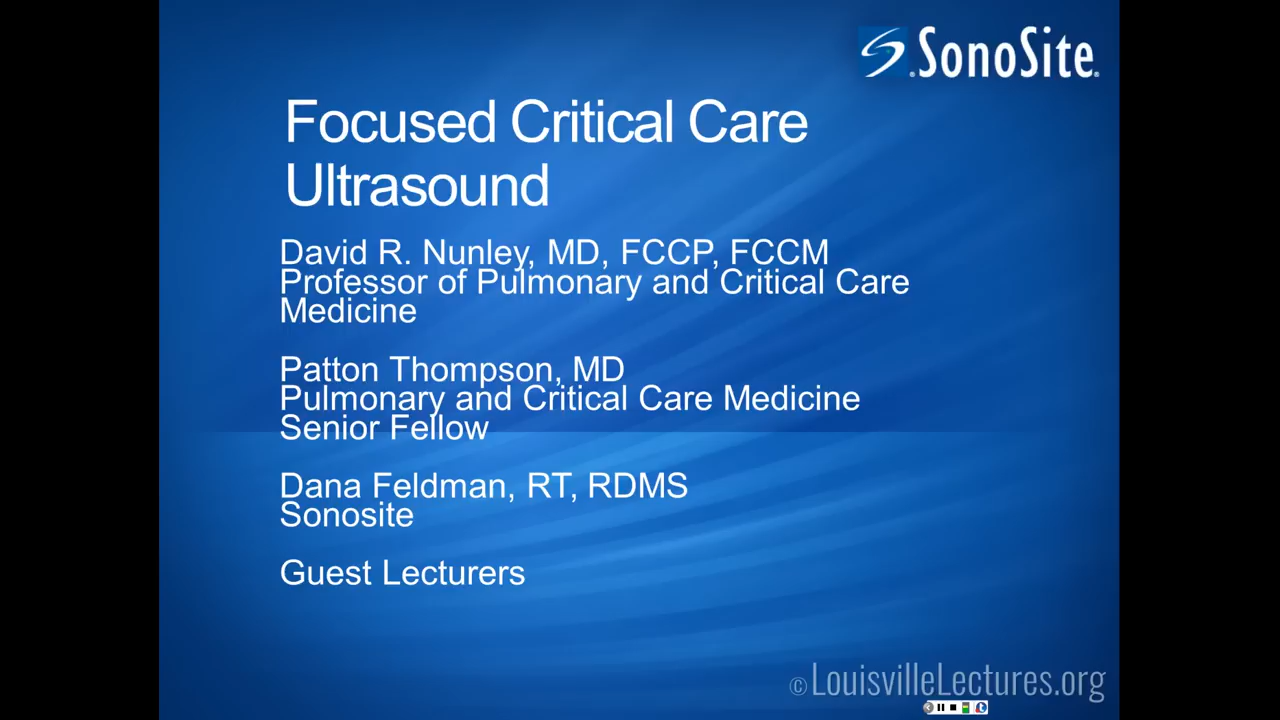 SonoSite®
Focused Critical Care
Ultrasound
David R. Nunley, MD, FCCP, FCCM
Professor of Pulmonary and Critical Care
Medicine
Patton Thompson, MD
Pulmonary and Critical Care Medicine
Senior Fellow
Dana Feldman, RT, RDMS
Sonosite
Guest Lecturers
© LouisvilleLectures.org